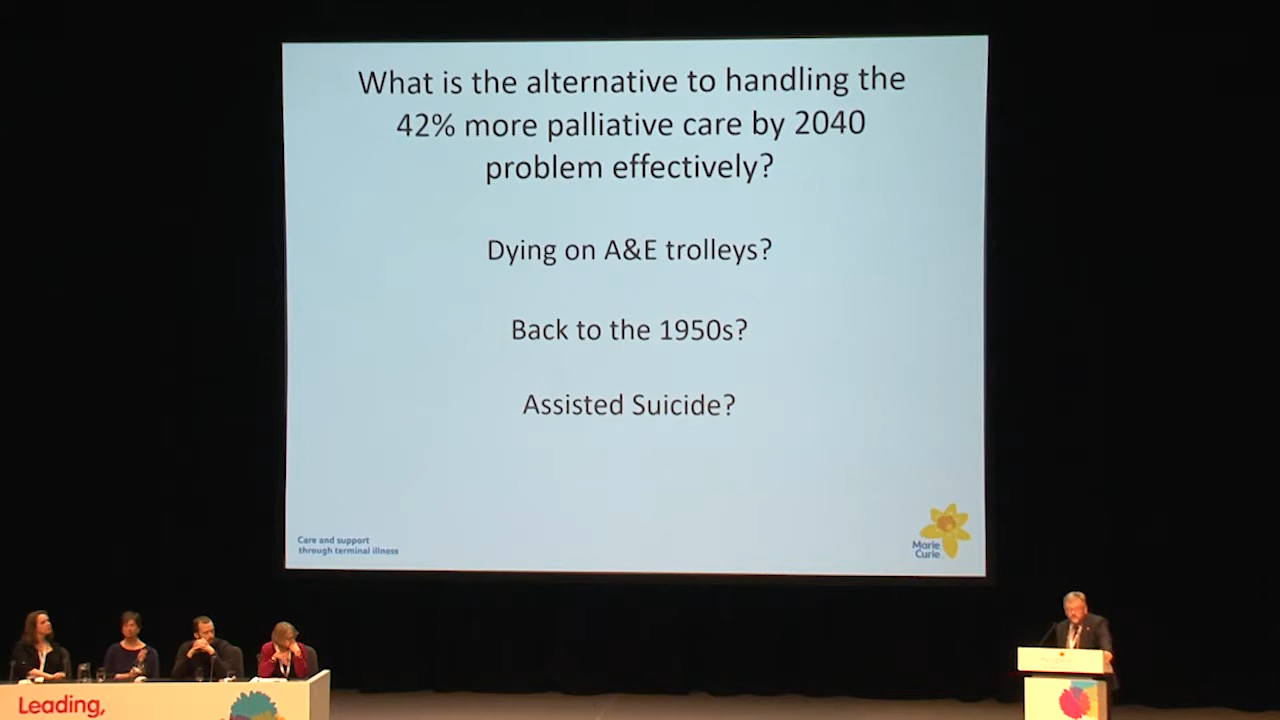 What is the alternative to handling the
42% more palliative care by 2040
problem effectively?
Dying on A&E trolleys?
Back to the 1950s?
Assisted Suicide?
Care and support
through terminal illness
Marie
Curie
Leading,